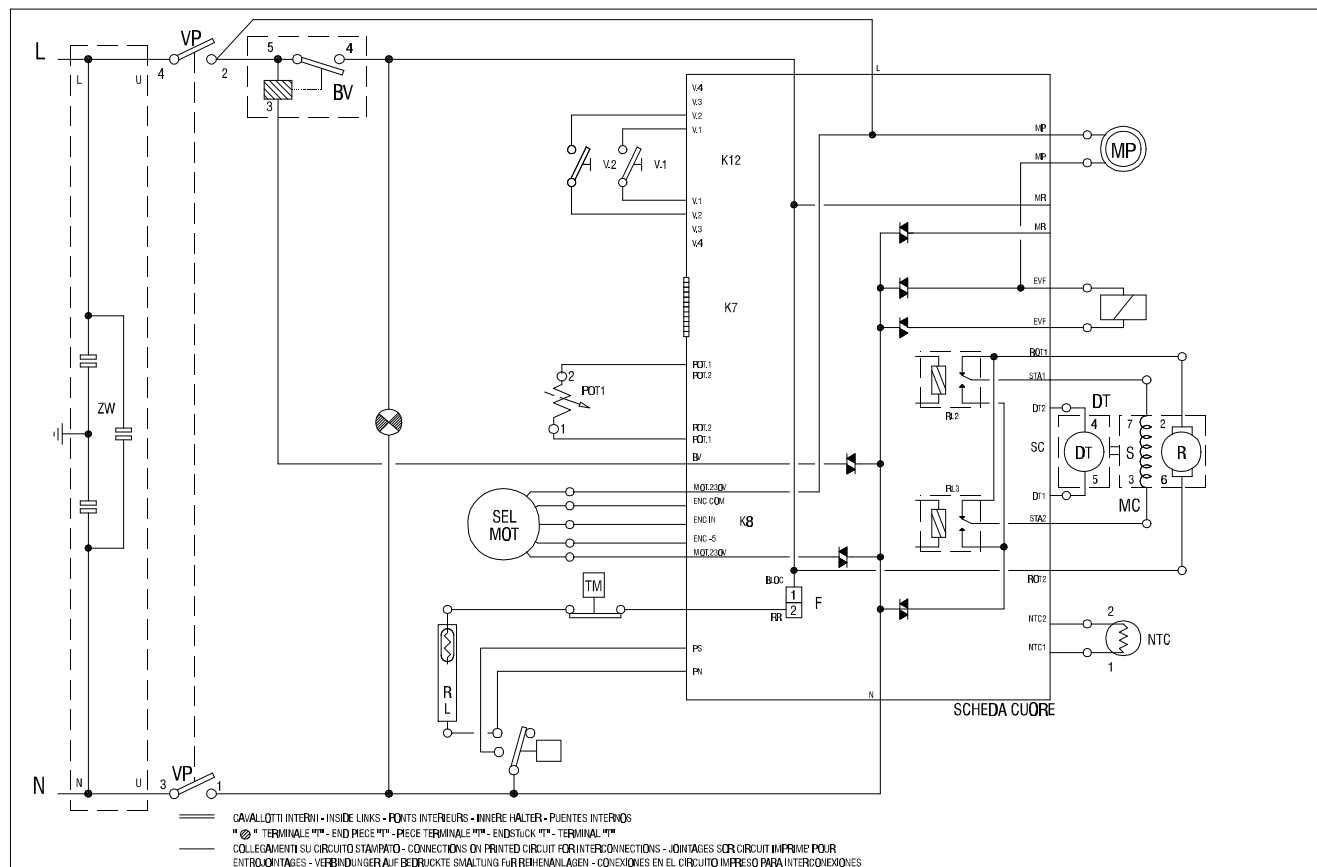 L
VP
4
2
L
U
5
4
3
BV
L
V.4
V.3
V.2
V.1
K12
V.2
V.1
V.1
V.2
V.3
V.4
MP
MP
MP
MR
MR
K7
EVF
EVF
POT.1
POT.2
2
POT1
1
POT.2
POT.1
BV
ZW
RL2
ROT1
STA1
DT2
DT
4
DT
5
SC
7
S
3
MC
2
R
6
DT1
RL3
STA2
ROT2
SEL
MOT
MOT.230V
ENC COM
ENC IN
K8
ENC -5
MOT.230V
BLOC
1
2
F
RR
TM
R
L
PS
PN
NTC2
NTC1
2
NTC
1
N
SCHEDA CUORE
N
N
U
VP
3
1
CAVALLOTTI INTERNI - INSIDE LINKS - PONTS INTERIEURS - INNERE HALTER - PUENTES INTERNOS
" " TERMINALE "T" - END PIECE "T" - PIECE TERMINALE "T" - ENDSTüCK "T" - TERMINAL "T"
COLLEGAMENTI SU CIRCUITO STAMPATO - CONNECTIONS ON PRINTED CIRCUIT FOR INTERCONNECTIONS - JOINTAGES SOR CIRCUIT IMPRIME POUR
ENTROJOINTAGES - VERBINDUNGER AUF BEDRUCKTE SMALTUNG FüR REIHENANLAGEN - CONEXIONES EN EL CIRCUITO IMPRESO PARA INTERCONEXIONES